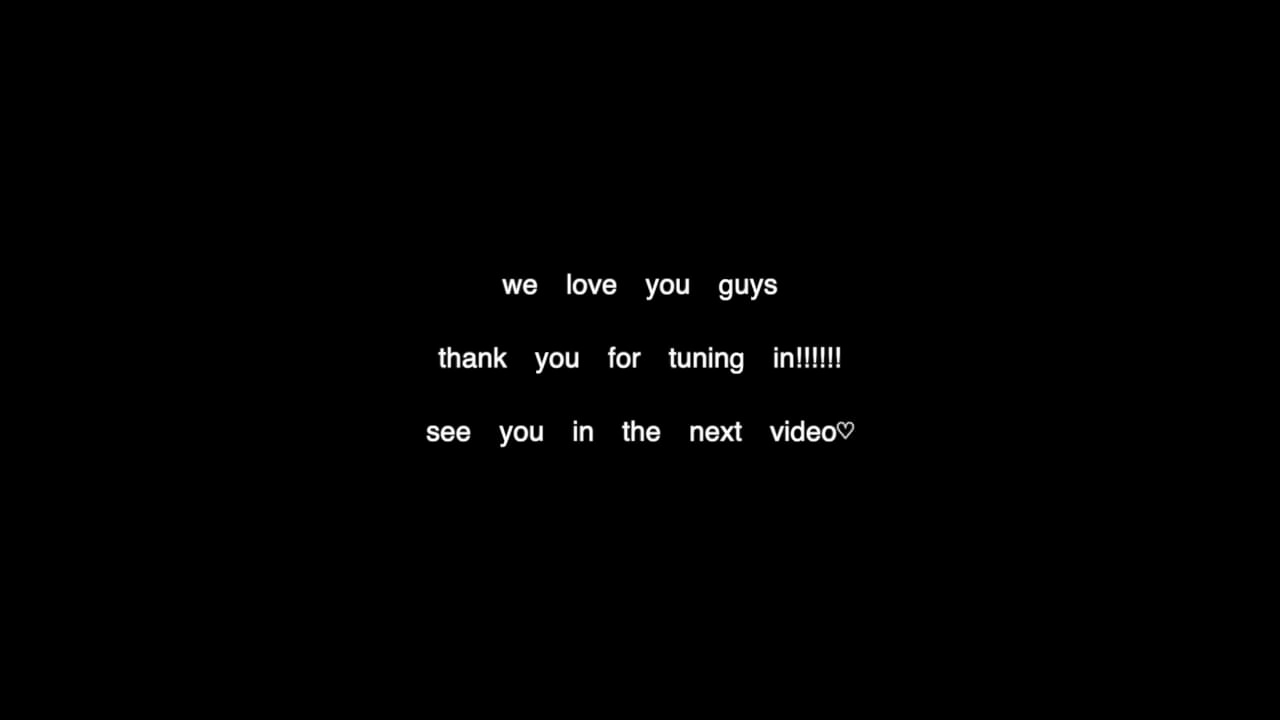 we love you guys
thank you for tuning in!!!!!!
see you in the next video♡